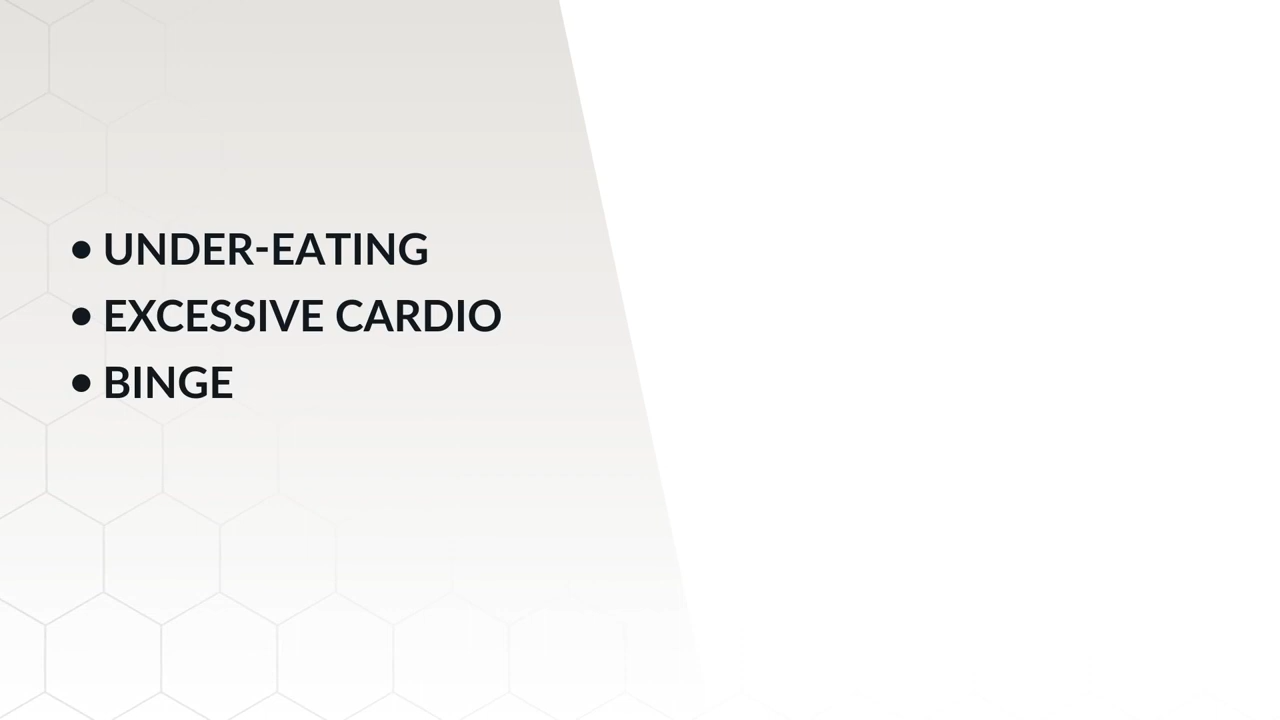 • UNDER-EATING
• EXCESSIVE CARDIO
• BINGE